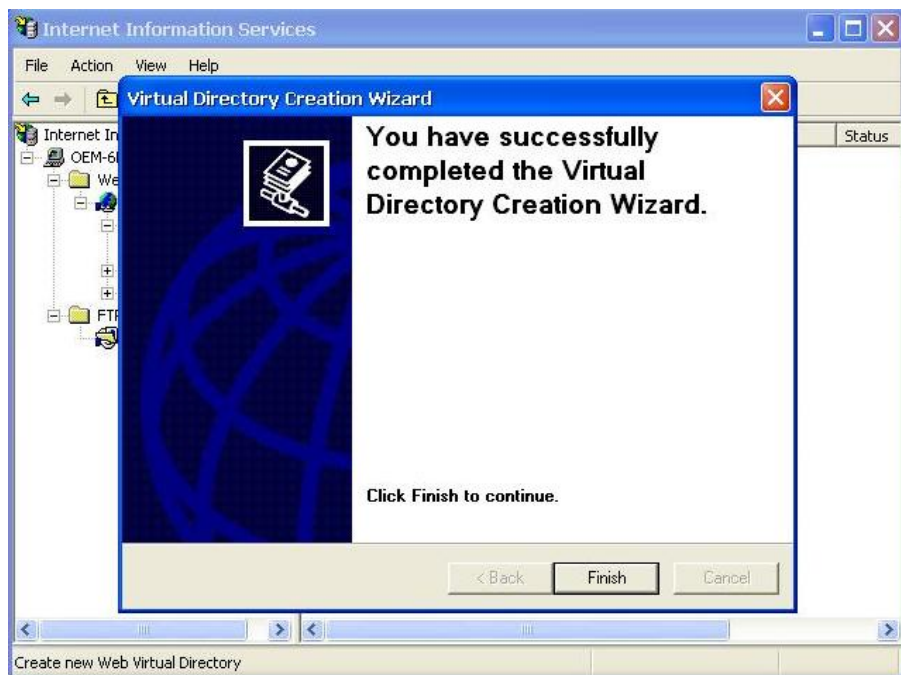 Internet Information Services
File Action View Help
Virtual Directory Creation Wizard
Internet In
Status
OEM-6
We
FTF
You have successfully
completed the Virtual
Directory Creation Wizard.
Click Finish to continue.
< Back Finish Cancel
Create new Web Virtual Directory